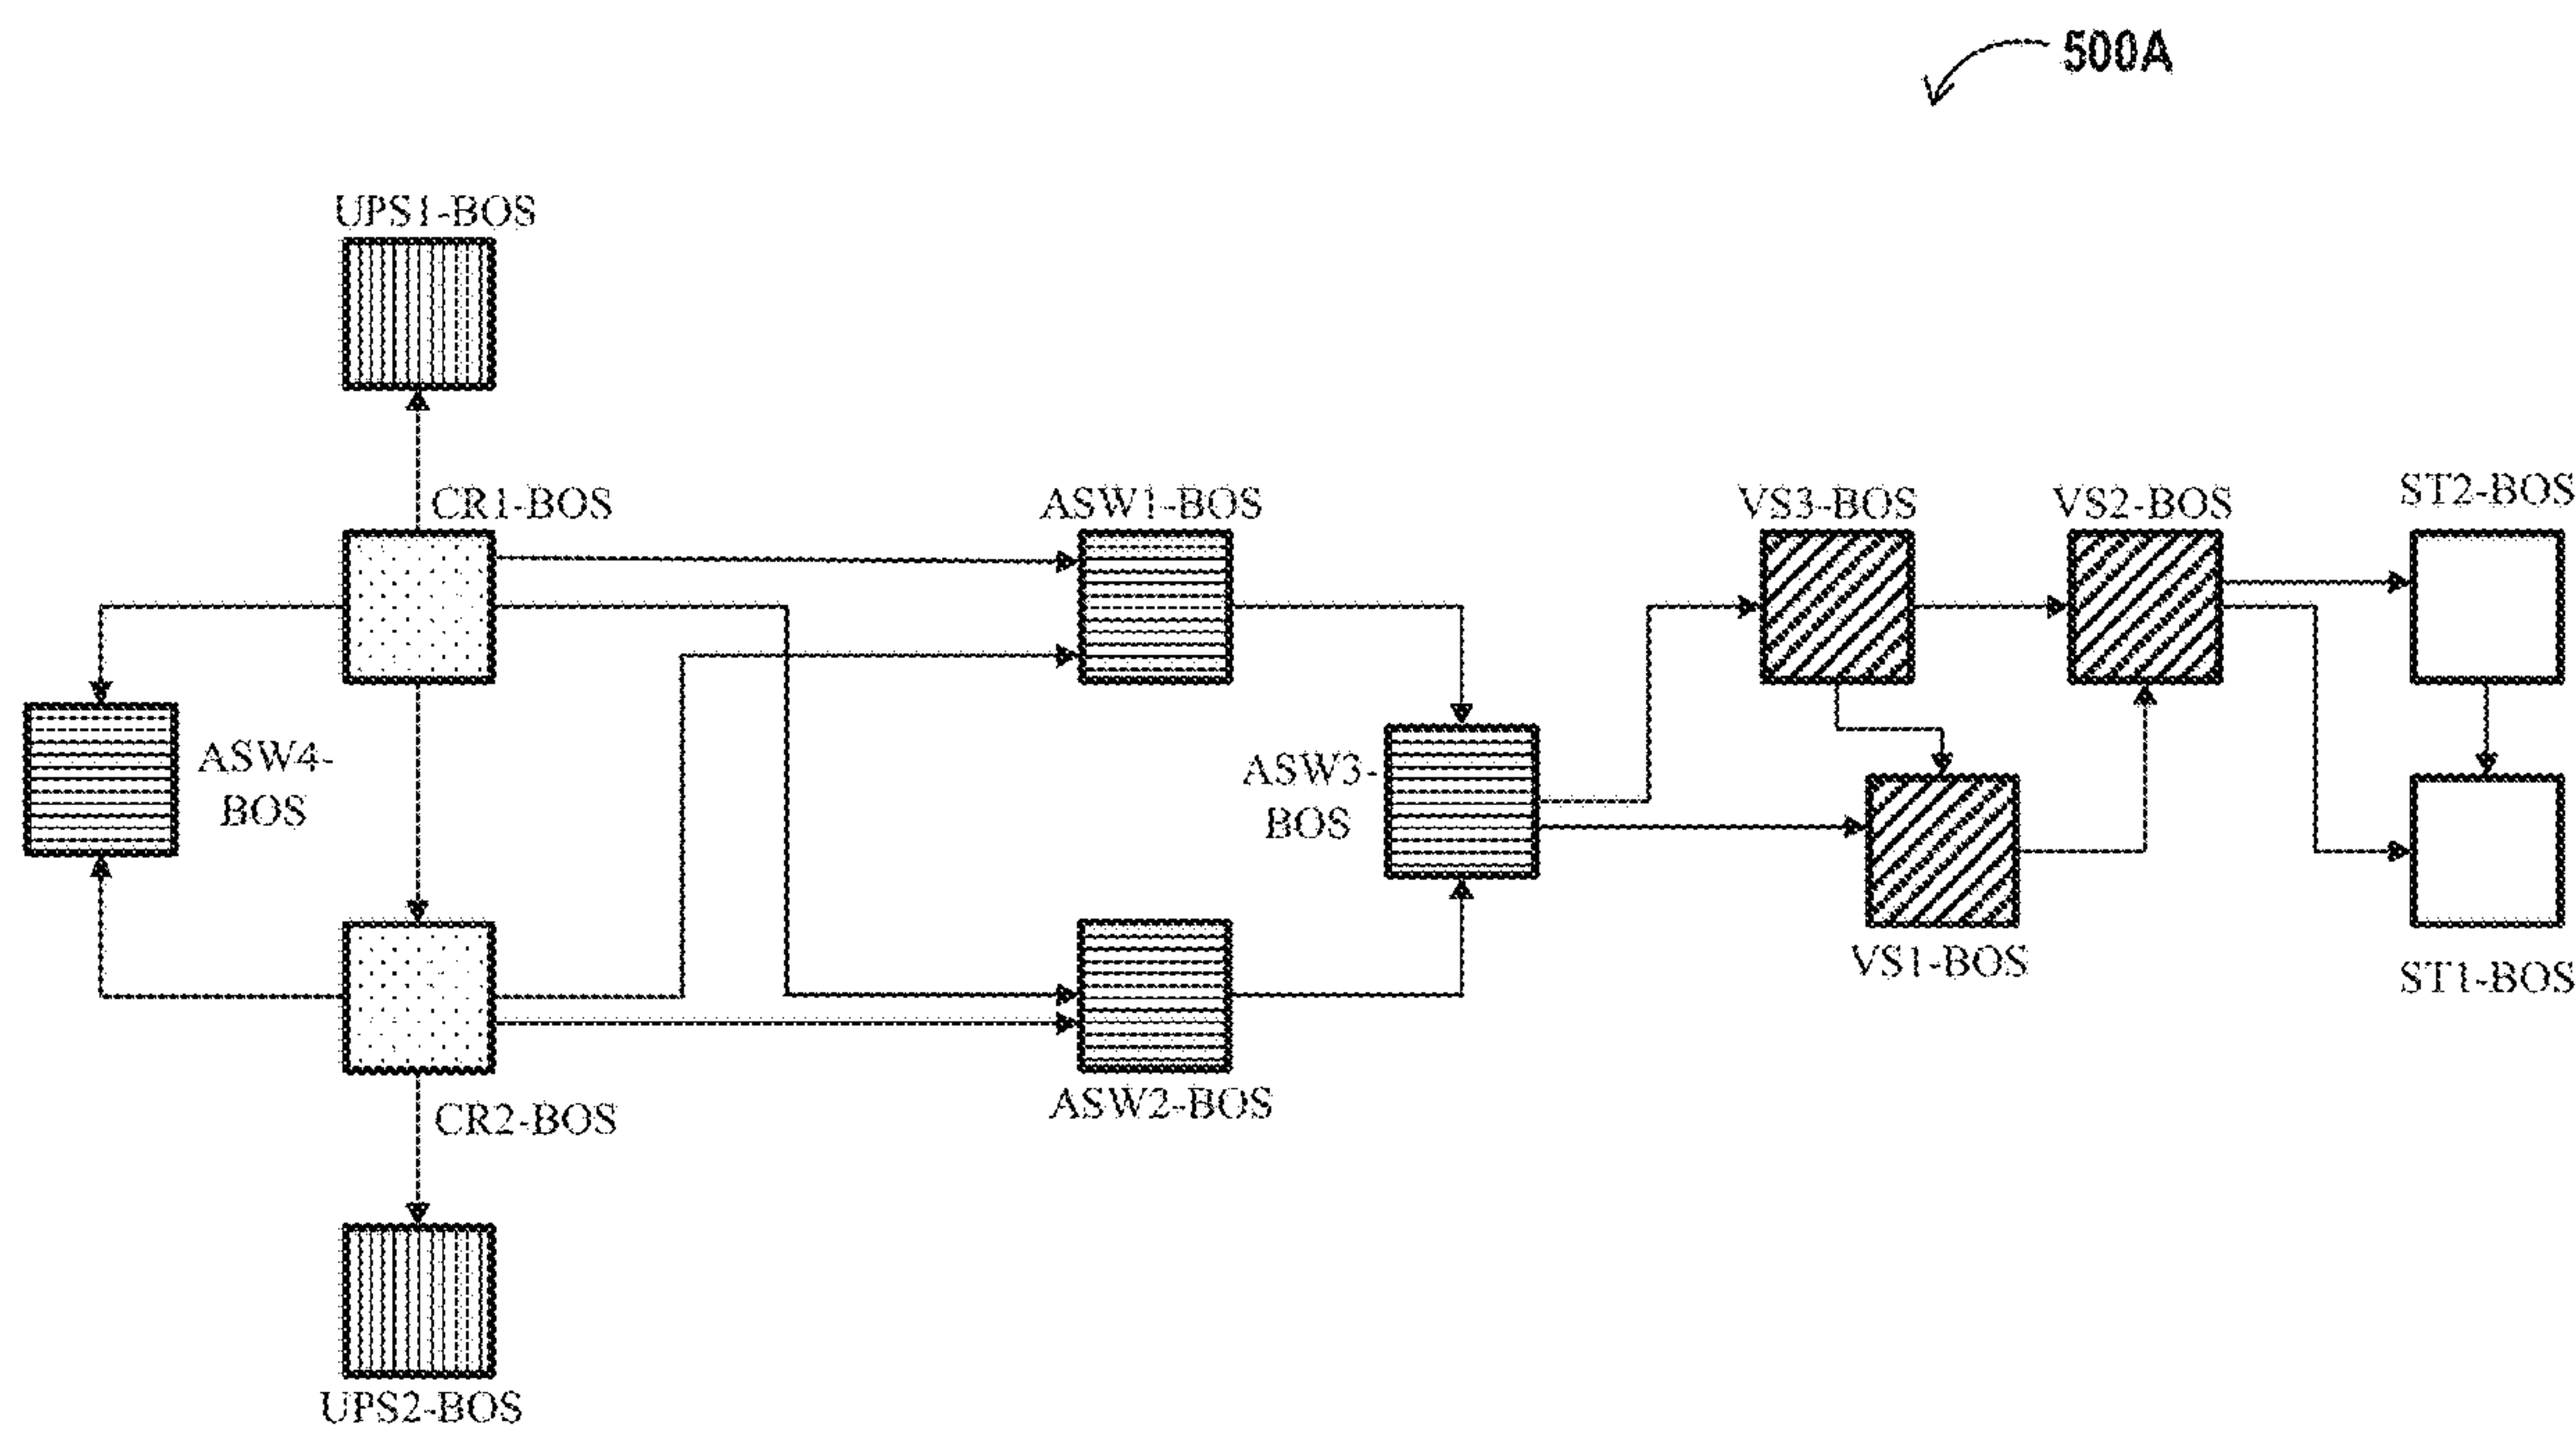 500A
UPS1-BOS
CR1-BOS
ASW1-BOS
VS3-BOS
VS2-BOS
ST2-BOS
ASW4-
BOS
ASW3-
BOS
VS1-BOS
ST1-BOS
ASW2-BOS
CR2-BOS
UPS2-BOS